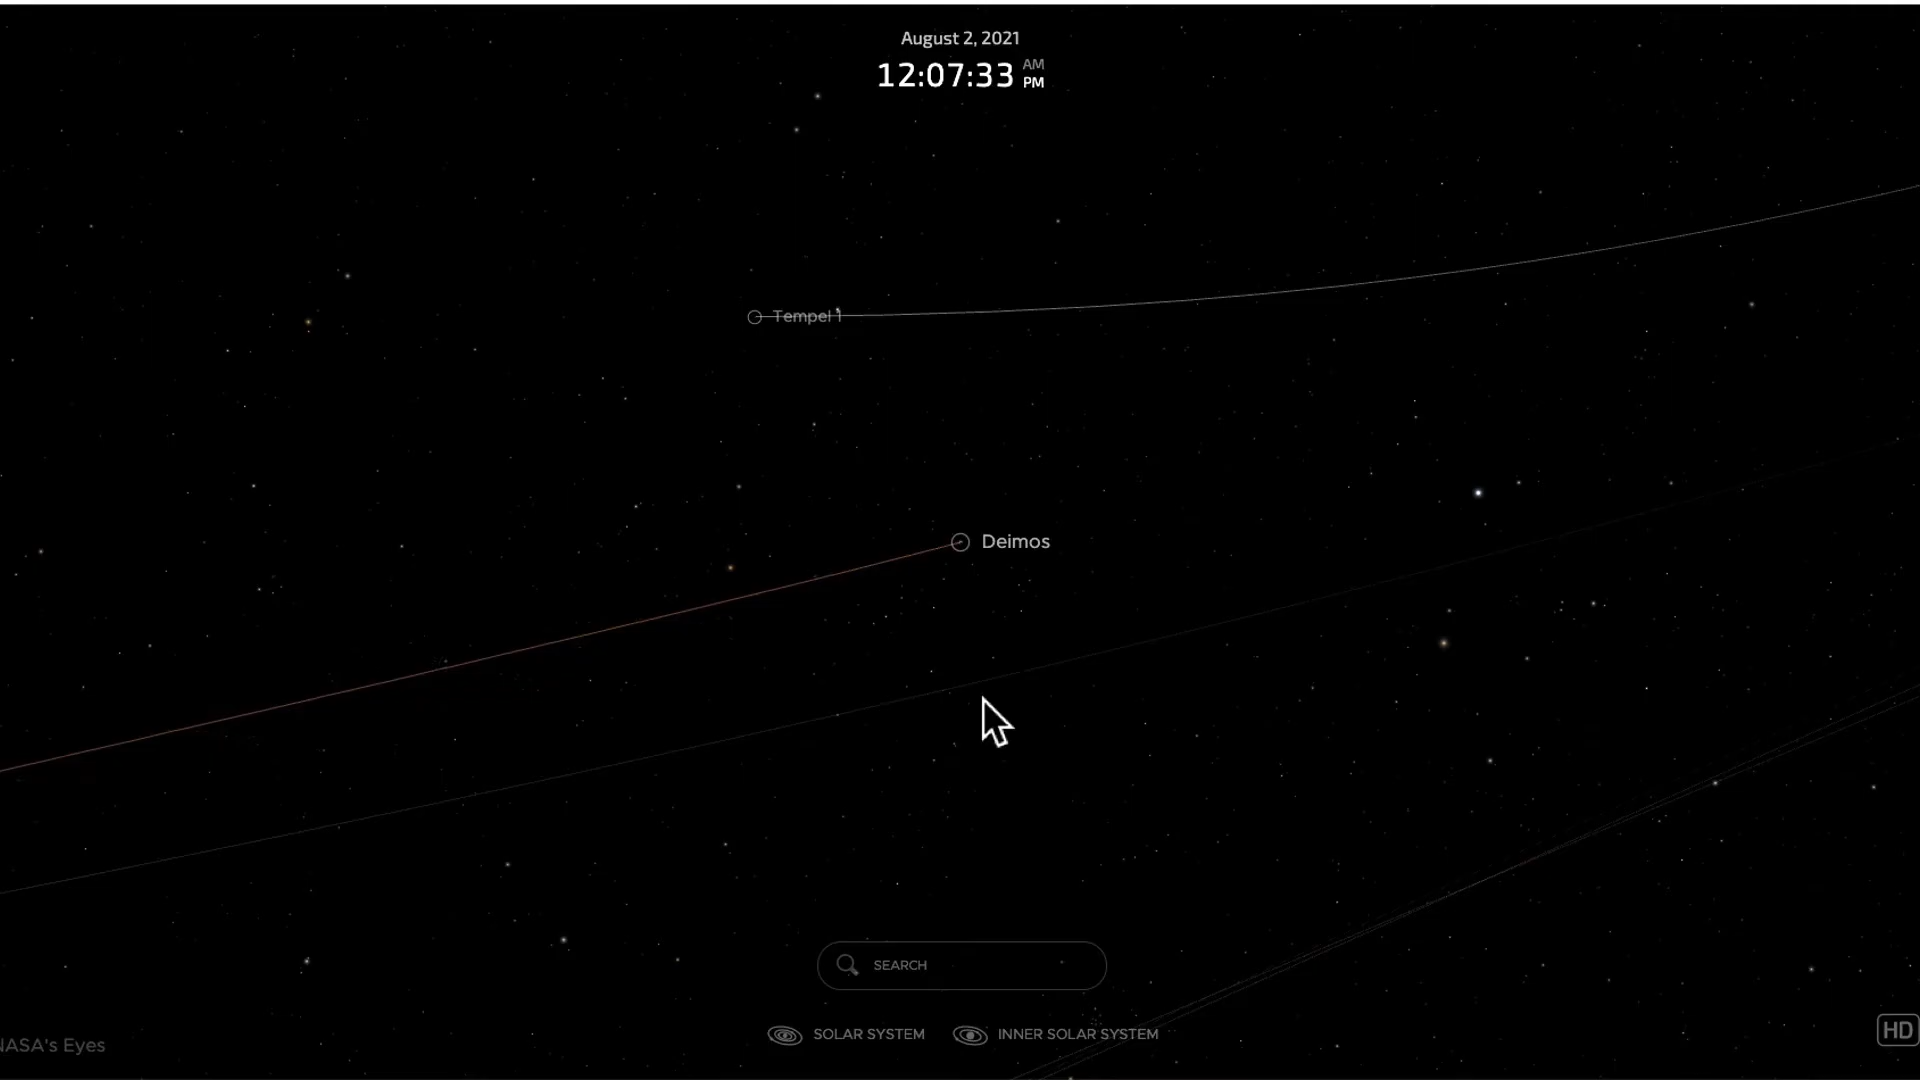 August 2, 2021
12:07:33 AM PM
Tempel 1
Deimos
SEARCH
SOLAR SYSTEM
INNER SOLAR SYSTEM
NASA's Eyes
HD